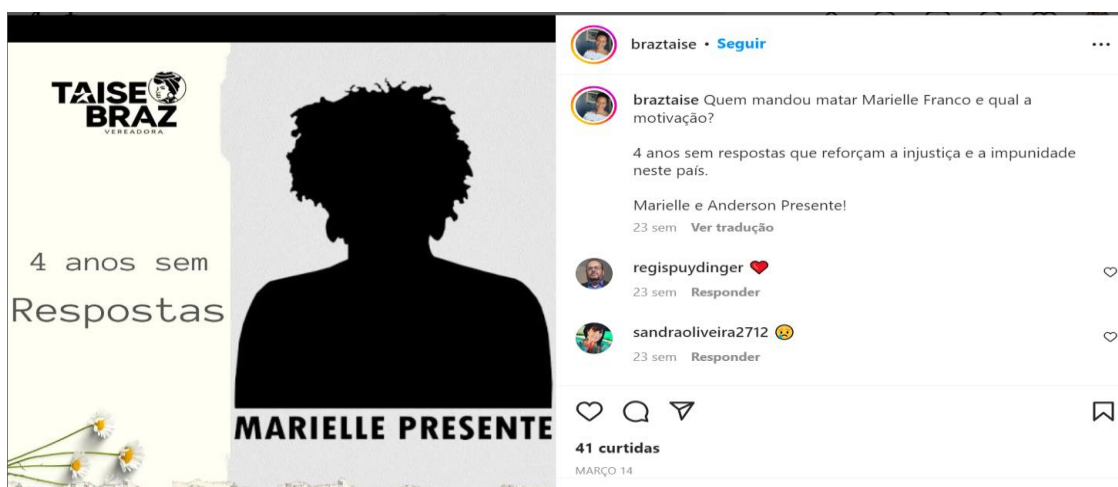 TAISE
BRAZ
VEREADORA
4 anos sem
Respostas
MARIELLE PRESENTE
braztaise • Seguir
braztaise Quem mandou matar Marielle Franco e qual a
motivação?
4 anos sem respostas que reforçam a injustiça e a impunidade
neste país.
Marielle e Anderson Presente!
23 sem Ver tradução
regispuydinger ❤️
23 sem Responder
sandraoliveira2712 😥
23 sem Responder
41 curtidas
MARÇO 14